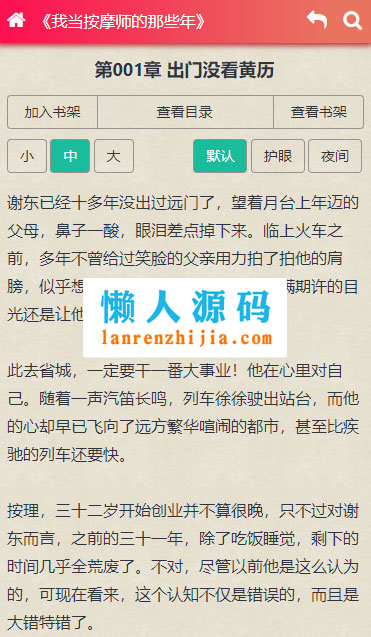 《我当按摩师的那些年》
第001章 出门没看黄历
加入书架 查看目录 查看书架
小 中 大 默认 护眼 夜间
谢东已经十多年没出过远门了，望着月台上年迈的
父母，鼻子一酸，眼泪差点掉下来。临上火车之
前，多年不曾给过笑脸的父亲用力拍了拍他的肩
膀，似乎想 满期许的目
光还是让他
懒人源码
lanrenzhijia.com
此去省城，一定要干一番大事业！他在心里对自
己。随着一声汽笛长鸣，列车徐徐驶出站台，而他
的心却早已飞向了远方繁华喧闹的都市，甚至比疾
驰的列车还要快。
按理，三十二岁开始创业并不算很晚，只不过对谢
东而言，之前的三十一年，除了吃饭睡觉，剩下的
时间几乎全荒废了。不对，尽管以前他是这么认为
的，可现在看来，这个认知不仅是错误的，而且是
大错特错了。